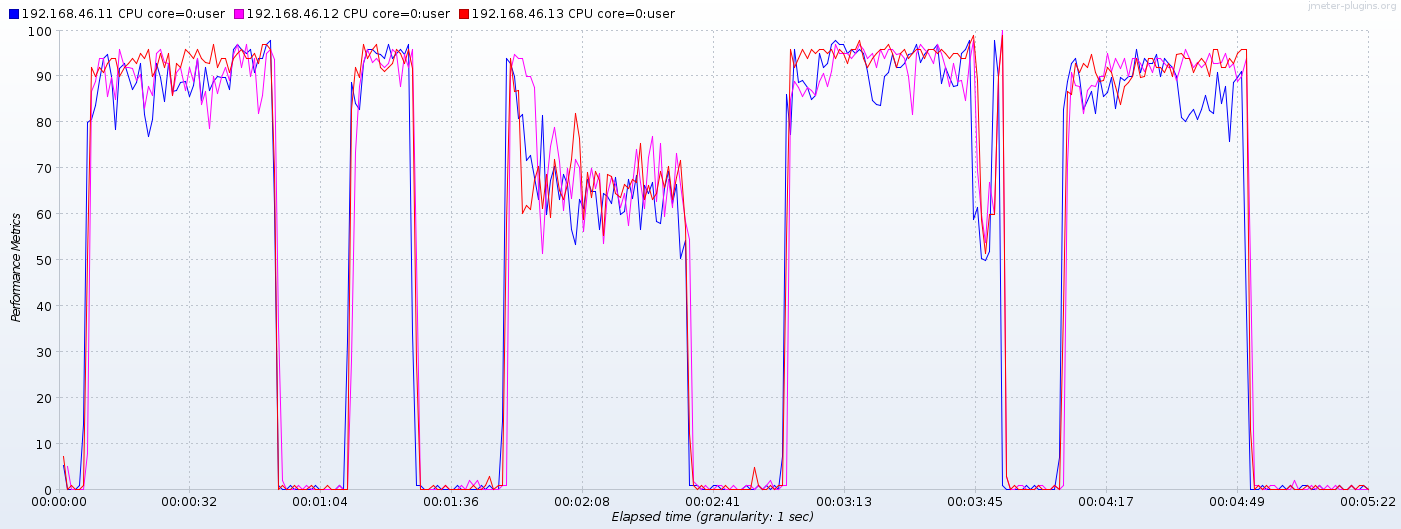 jmeter-plugins.org
192.168.46.11 CPU core=0:user 192.168.46.12 CPU core=0:user 192.168.46.13 CPU core=0:user
100
90
80
70
60
50
40
30
20
10
0
Performance Metrics
00:00:00 00:00:32 00:01:04 00:01:36 00:02:08 00:02:41 00:03:13 00:03:45 00:04:17 00:04:49 00:05:22
Elapsed time (granularity: 1 sec)